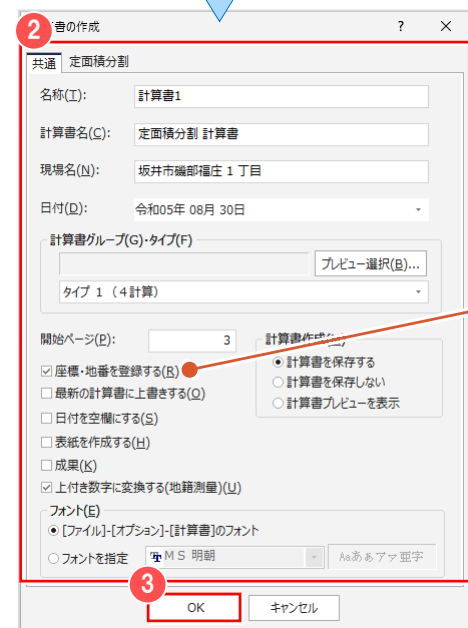 2
書の作成 ? ×
共通 定面積分割
名称(T): 計算書1
計算書名(C): 定面積分割 計算書
現場名(N): 坂井市磯部福庄 1 丁目
日付(D): 令和05年 08月 30日
計算書グループ(G)・タイプ(F)
プレビュー選択(B)...
タイプ 1 (4計算)
開始ページ(P): 3
計算書作成
座標・地番を登録する(R)
計算書を保存する
最新の計算書に上書きする(O)
計算書を保存しない
日付を空欄にする(S)
計算書プレビューを表示
表紙を作成する(H)
成果(K)
上付き数字に変換する(地籍測量)(U)
フォント(E)
[ファイル]-[オプション]-[計算書]のフォント
フォントを指定 MS 明朝 Aaあぁアァ亜宇
3
OK キャンセル